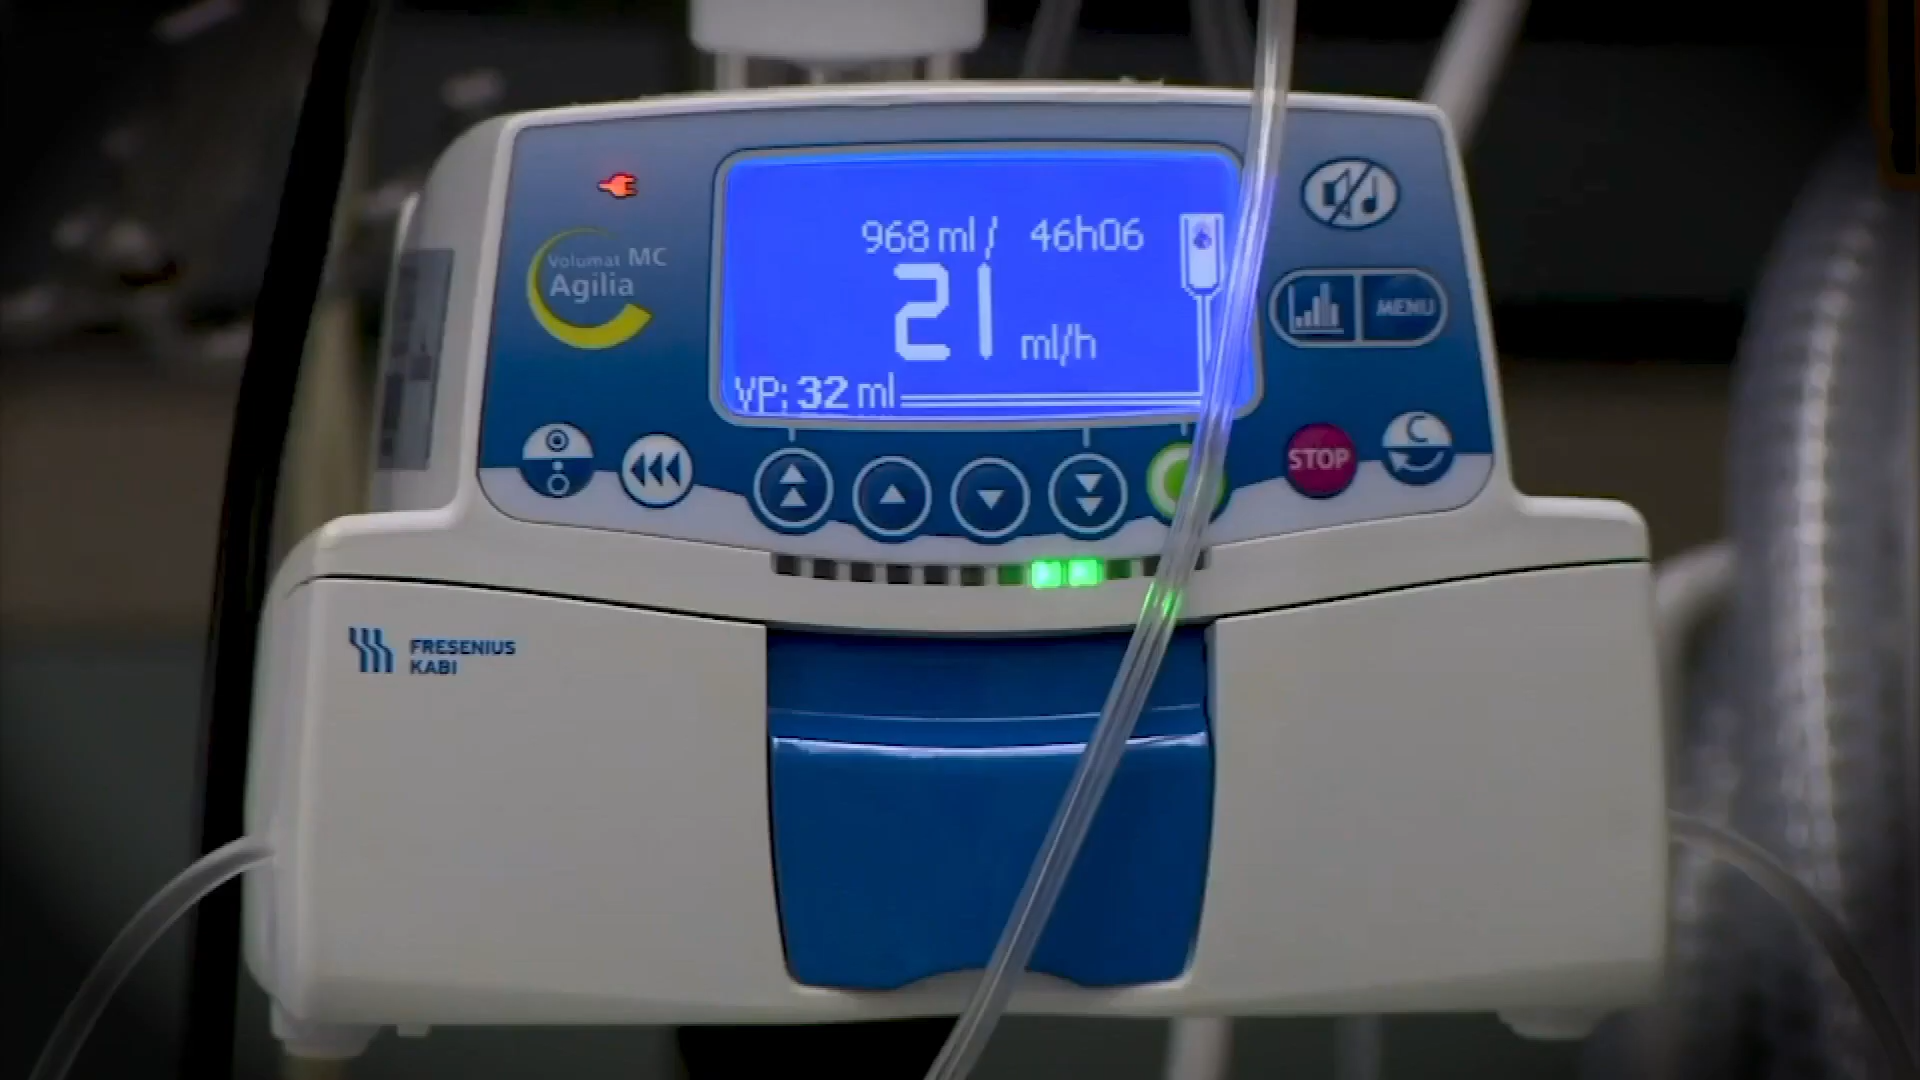 968 ml/ 46h06
21 ml/h
VP: 32 ml
Volumat MC
Agilia
MENU
STOP
C
FRESENIUS
KABI